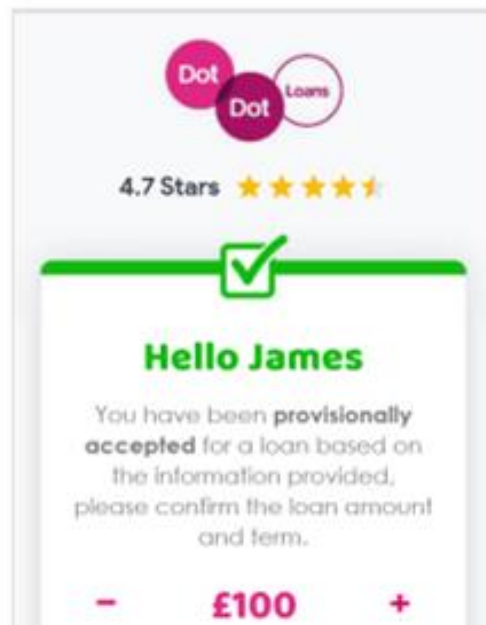 Dot
Dot
Loans
4.7 Stars
Hello James
You have been provisionally
accepted for a loan based on
the information provided,
please confirm the loan amount
and term.
- £100 +